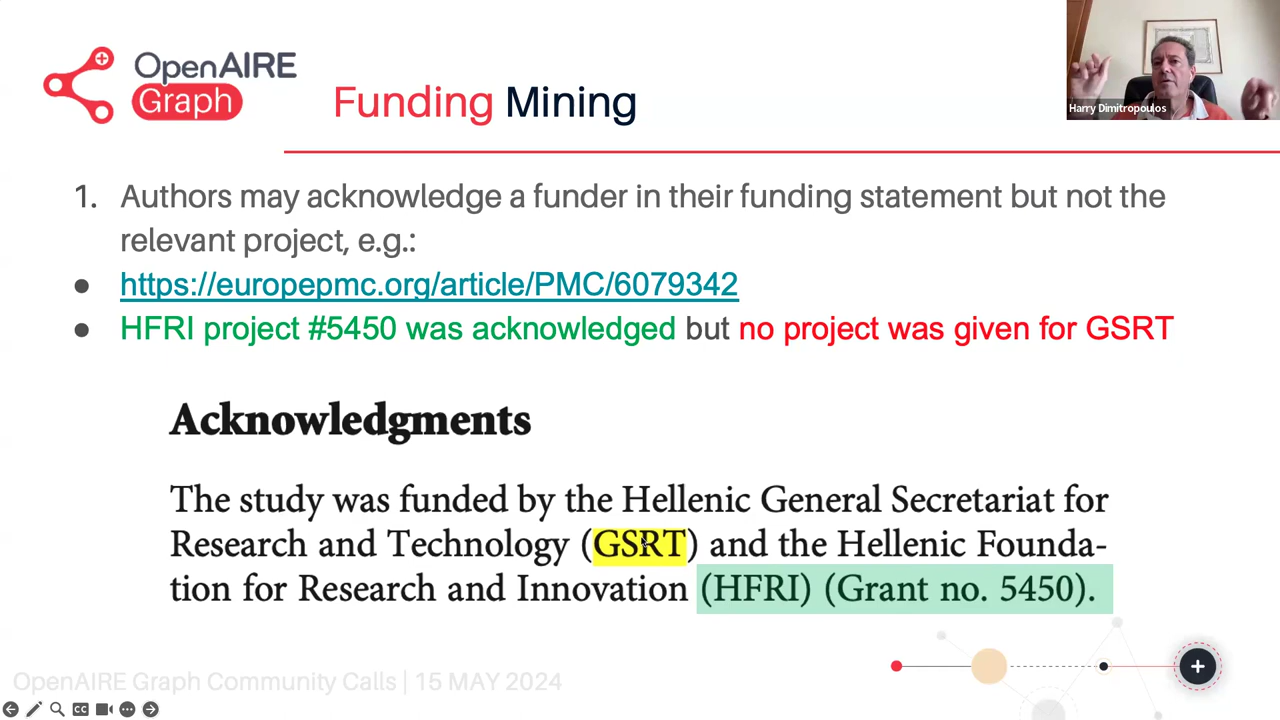 OpenAIRE
Graph
Funding Mining
Harry Dimitropoulos
1. Authors may acknowledge a funder in their funding statement but not the
relevant project, e.g.:
● https://europepmc.org/article/PMC/6079342
● HFRI project #5450 was acknowledged but no project was given for GSRT
Acknowledgments
The study was funded by the Hellenic General Secretariat for
Research and Technology (GSRT) and the Hellenic Founda-
tion for Research and Innovation (HFRI) (Grant no. 5450).
OpenAIRE Graph Community Calls | 15 MAY 2024
CC